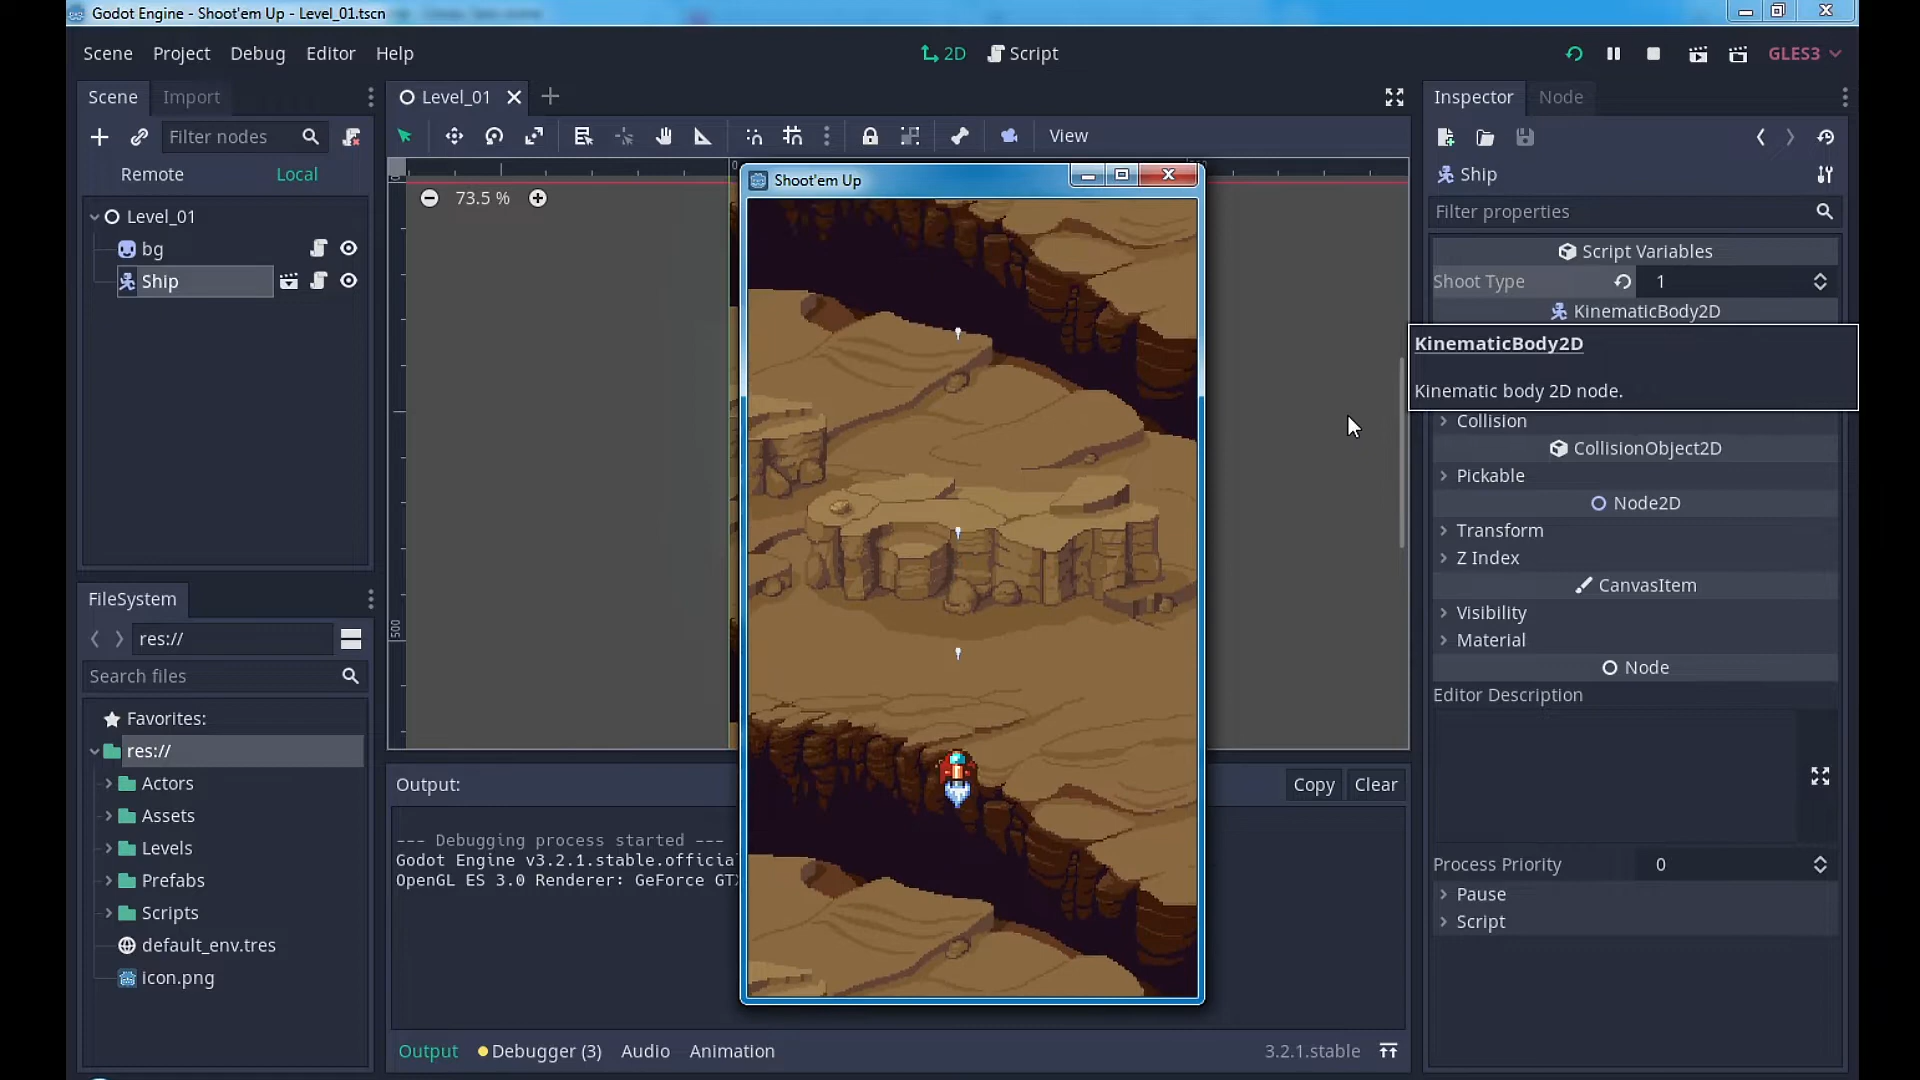 Godot Engine - Shoot'em Up - Level_01.tscn
Scene Project Debug Editor Help
2D Script
GLES3
Scene Import
Level_01
Inspector Node
Filter nodes
View
Remote Local
Ship
Shoot'em Up
73.5 %
Filter properties
Level_01
bg
Ship
Script Variables
Shoot Type 1
KinematicBody2D
KinematicBody2D
Kinematic body 2D node.
Collision
CollisionObject2D
Pickable
Node2D
Transform
Z Index
CanvasItem
Visibility
Material
Node
Editor Description
Process Priority 0
Pause
Script
FileSystem
res://
Search files
Favorites:
res://
Actors
Assets
Levels
Prefabs
Scripts
default_env.tres
icon.png
500
Output: Copy Clear
--- Debugging process started ---
Godot Engine v3.2.1.stable.official
OpenGL ES 3.0 Renderer: GeForce GTX
Output Debugger (3) Audio Animation 3.2.1.stable